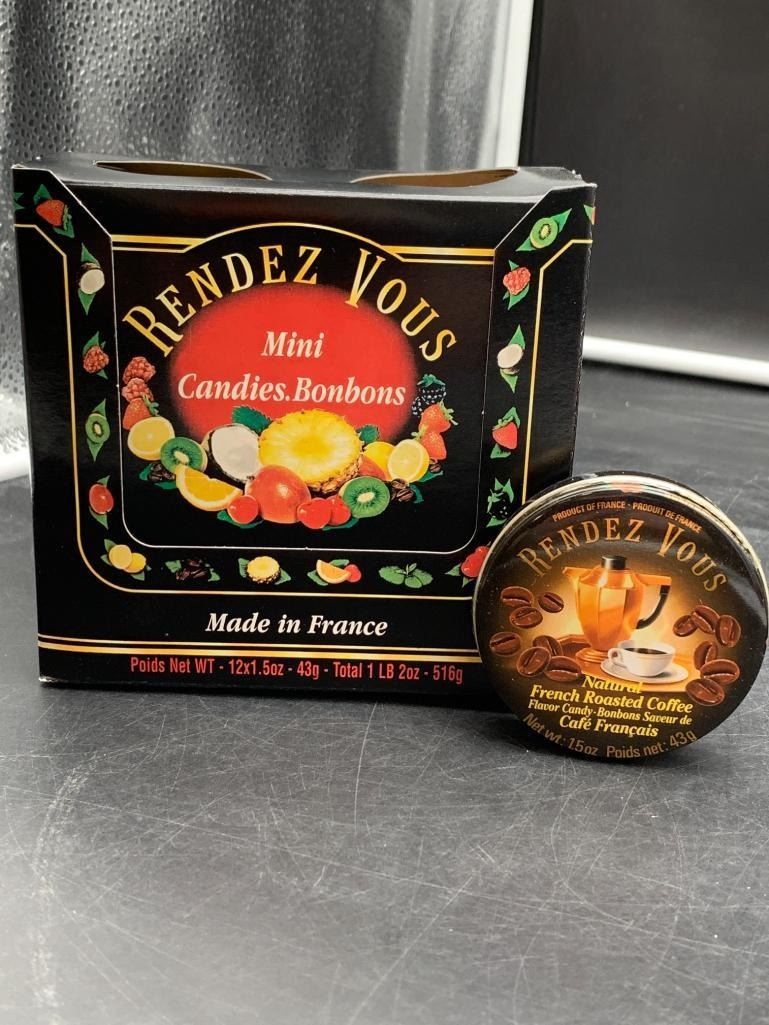 RENDEZ VOUS
Mini
Candies.Bonbons
Made in France
Poids Net WT - 12x1.5oz - 43g - Total 1 LB 2oz - 516g
PRODUCT OF FRANCE - PRODUIT DE FRANCE
RENDEZ VOUS
Natural
French Roasted Coffee
Flavor Candy-Bonbons Saveur de
Café Français
Net wt: 1.5oz Poids net: 43g